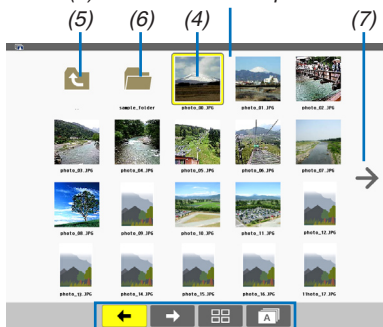 (5) (6) (4) (7)
sample_folder photo_00.JPG photo_01.JPG photo_02.JPG
photo_03.JPG photo_04.JPG photo_05.JPG photo_06.JPG photo_07.JPG
photo_08.JPG photo_09.JPG photo_10.JPG photo_11.JPG photo_12.JPG
photo_13.JPG photo_14.JPG photo_15.JPG photo_16.JPG photo_17.JPG
A